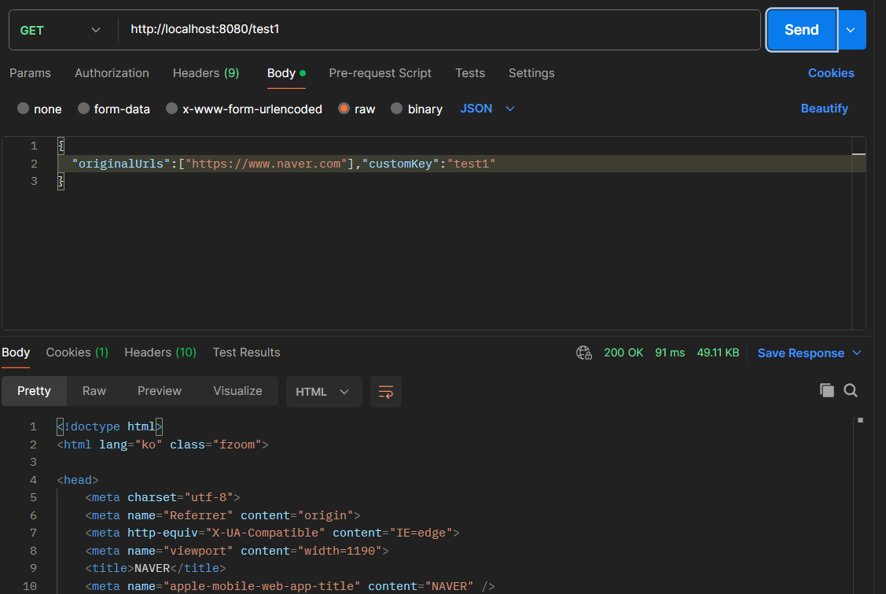 GET http://localhost:8080/test1 Send
Params Authorization Headers (9) Body Pre-request Script Tests Settings Cookies
none form-data x-www-form-urlencoded raw binary JSON Beautify
1 {
2 "originalUrls":["https://www.naver.com"],"customKey":"test1"
3 }
Body Cookies (1) Headers (10) Test Results 200 OK 91 ms 49.11 KB Save Response
Pretty Raw Preview Visualize HTML
1 <!doctype html>
2 <html lang="ko" class="fzoom">
3
4 <head>
5 <meta charset="utf-8">
6 <meta name="Referrer" content="origin">
7 <meta http-equiv="X-UA-Compatible" content="IE=edge">
8 <meta name="viewport" content="width=1190">
9 <title>NAVER</title>
10 <meta name="apple-mobile-web-app-title" content="NAVER" />